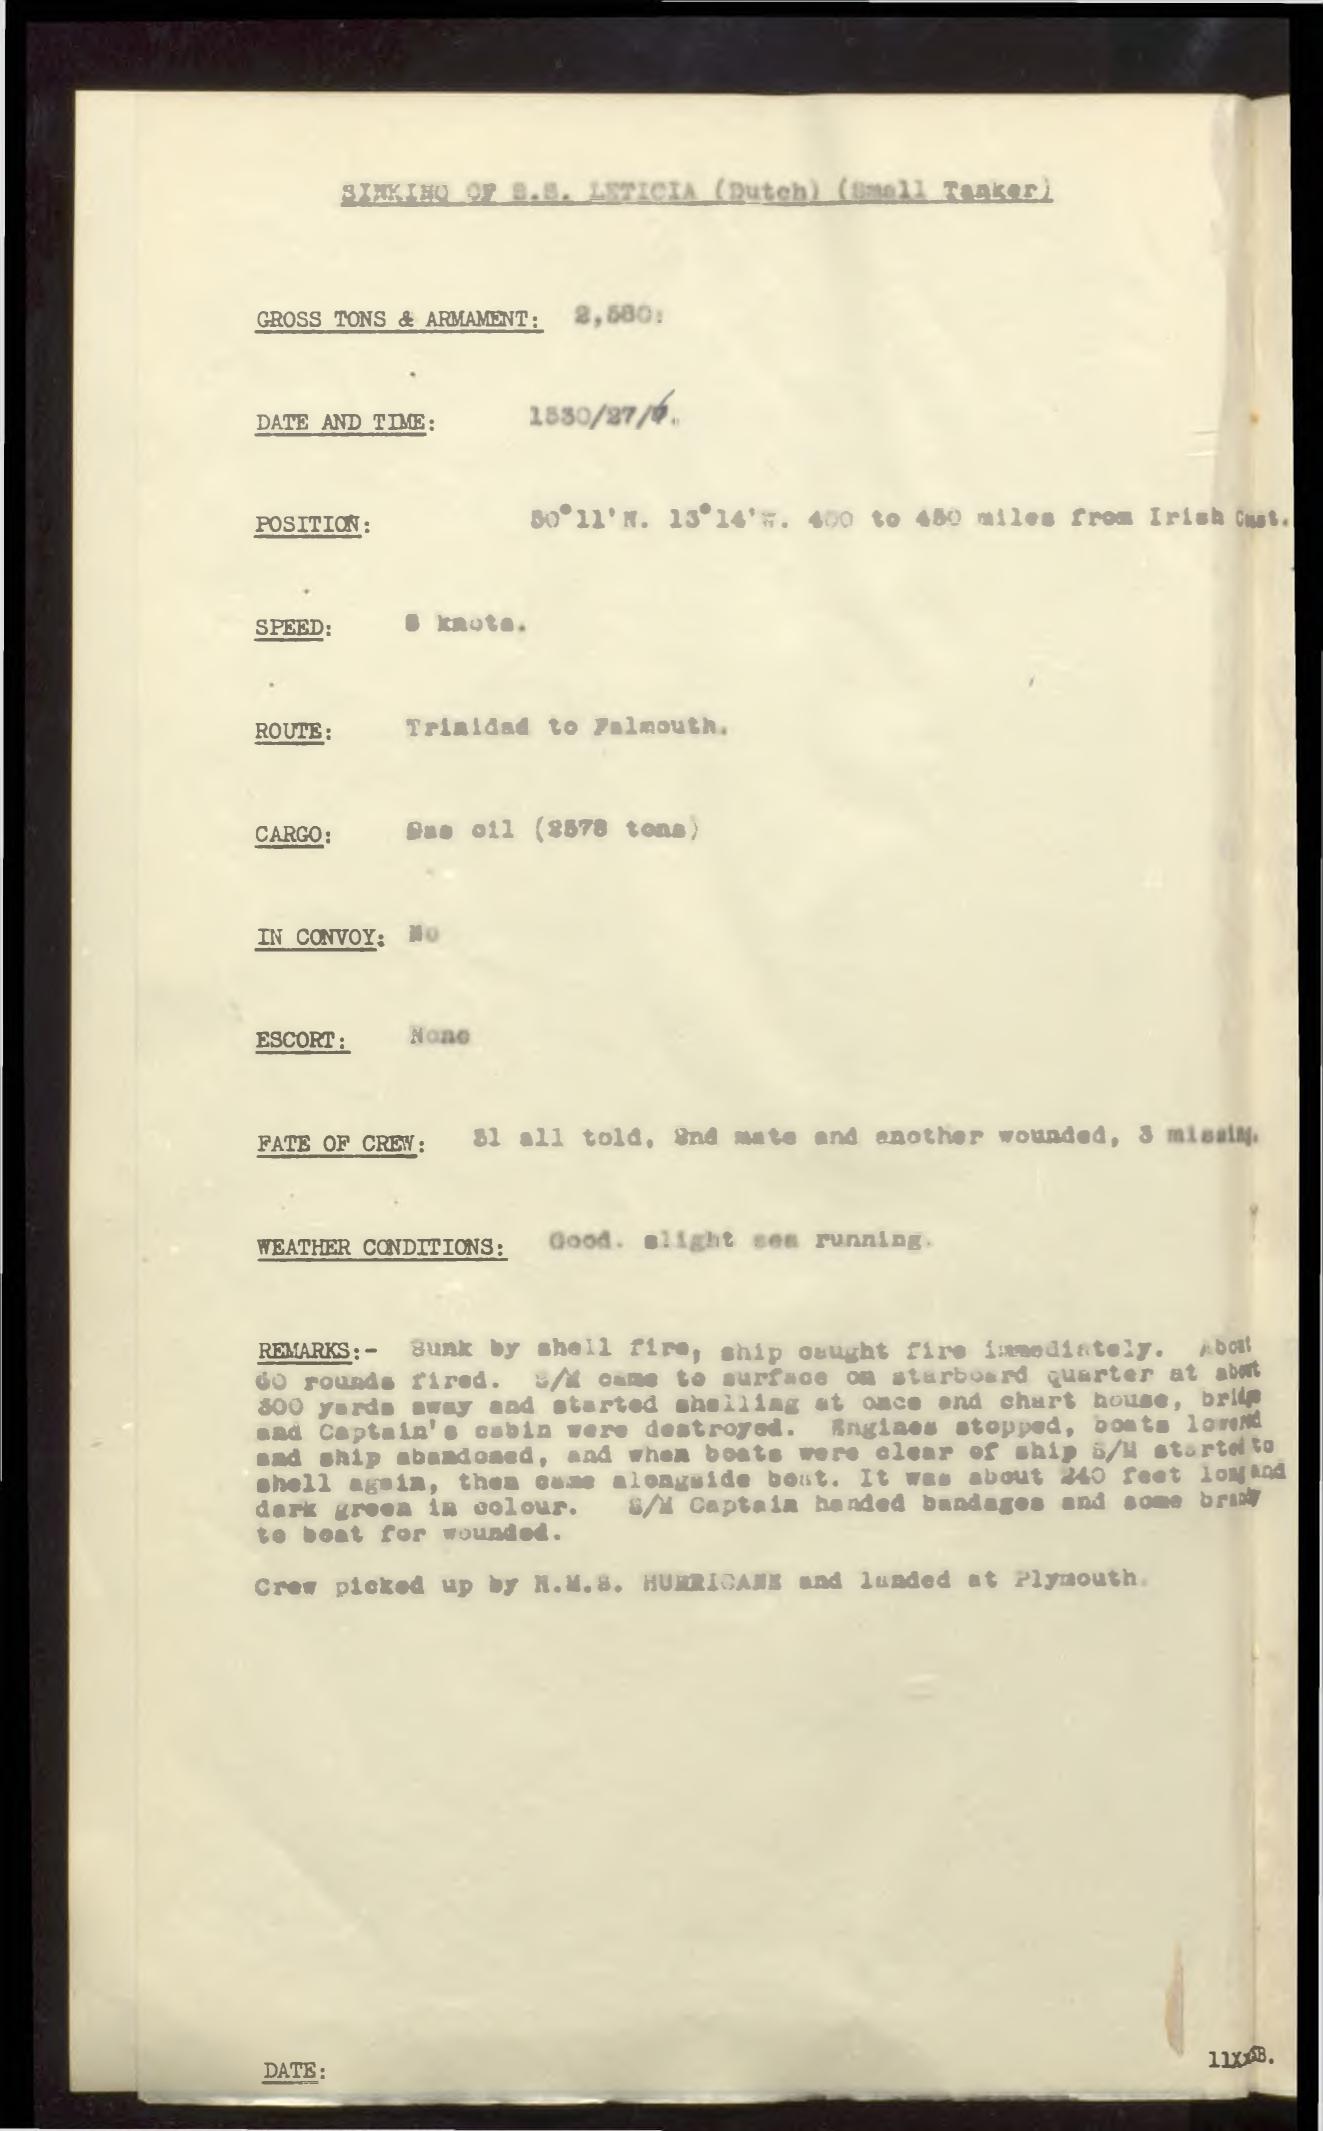 SINKING OF S.S. LETICIA (Dutch) (Small Tanker)
GROSS TONS & ARMAMENT: 2,580:
DATE AND TIME: 1530/27/6.
POSITION: 50°11'N. 13°14'W. 400 to 450 miles from Irish Cast.
SPEED: 8 knots.
ROUTE: Trinidad to Falmouth.
CARGO: Gas oil (2578 tons)
IN CONVOY: No
ESCORT: None
FATE OF CREW: 31 all told, 2nd mate and another wounded, 3 missing.
WEATHER CONDITIONS: Good. slight sea running.
REMARKS:- Sunk by shell fire, ship caught fire immediately. About
60 rounds fired. S/M came to surface on starboard quarter at about
300 yards away and started shelling at once and chart house, bridge
and Captain's cabin were destroyed. Engines stopped, boats lowered
and ship abandoned, and when boats were clear of ship S/M started to
shell again, then came alongside boat. It was about 240 feet long and
dark green in colour. S/M Captain handed bandages and some brandy
to boat for wounded.
Crew picked up by H.M.S. HURRICANE and landed at Plymouth.
DATE: